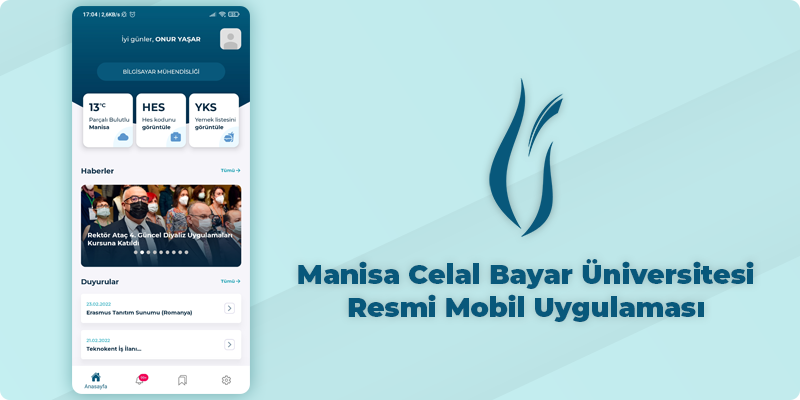 17:04 | 2,6KB/s
İyi günler, ONUR YAŞAR
BİLGİSAYAR MÜHENDİSLİĞİ
13°C
Parçalı Bulutlu
Manisa
HES
Hes kodunu
görüntüle
YKS
Yemek listesini
görüntüle
Haberler
Tümü
Rektör Ataç 4. Güncel Diyaliz Uygulamaları
Kursuna Katıldı
Duyurular
Tümü
23.02.2022
Erasmus Tanıtım Sunumu (Romanya)
21.02.2022
Teknokent İş İlanı...
Anasayfa
Manisa Celal Bayar Üniversitesi
Resmi Mobil Uygulaması